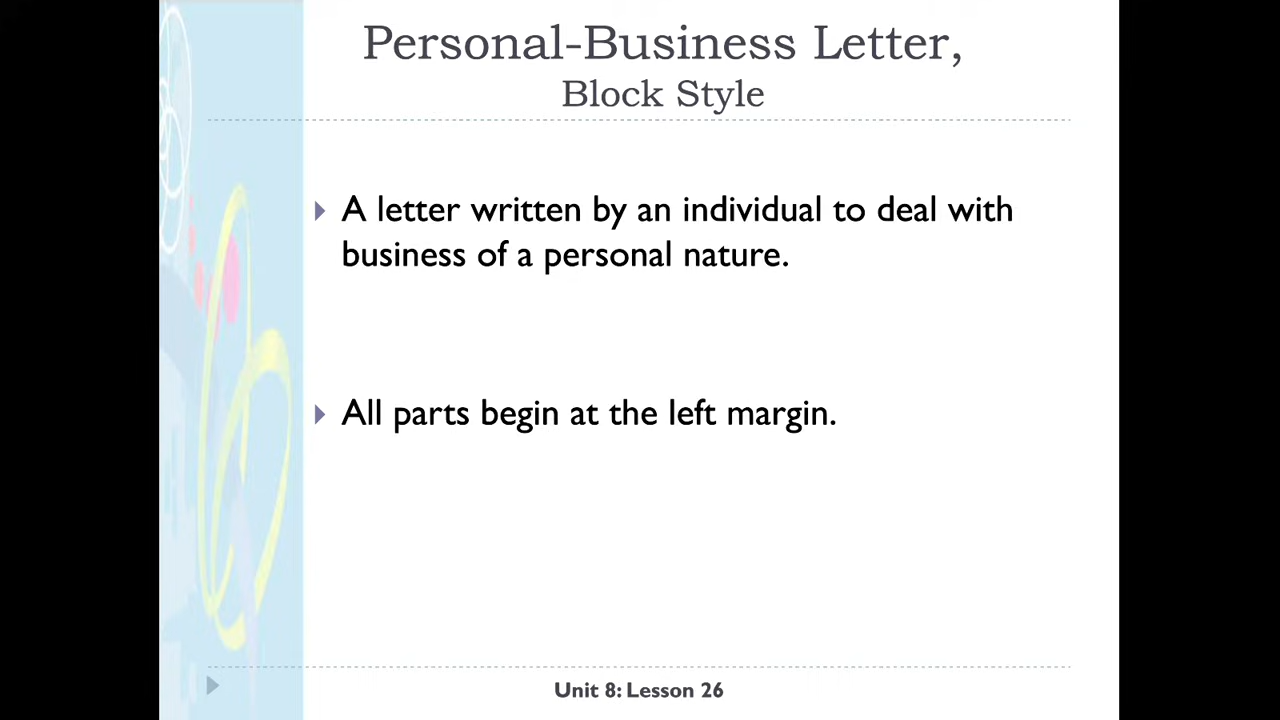 Personal-Business Letter,
Block Style
A letter written by an individual to deal with
business of a personal nature.
All parts begin at the left margin.
Unit 8: Lesson 26